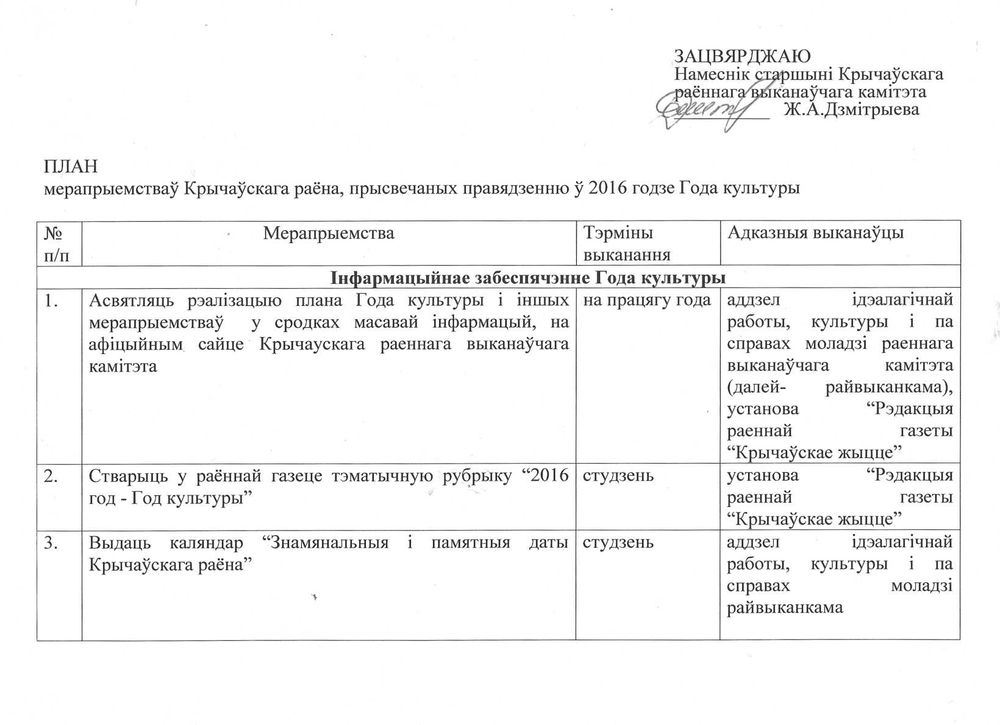 ЗАЦВЯРДЖАЮ
Намеснік старшыні Крычаўскага
раённага выканаўчага камітэта
Ж.А.Дзмітрыева
ПЛАН
мерапрыемстваў Крычаўскага раёна, прысвечаных правядзенню ў 2016 годзе Года культуры
№
п/п
Мерапрыемства
Тэрміны
выканання
Адказныя выканаўцы
Інфармацыйнае забеспячэнне Года культуры
1.
Асвятляць рэалізацыю плана Года культуры і іншых
мерапрыемстваў у сродках масавай інфармацый, на
афіцыйным сайце Крычаускага раеннага выканаўчага
камітэта
на працягу года
аддзел ідэалагічнай
работы, культуры і па
справах моладзі раеннага
выканаўчага камітэта
(далей- райвыканкама),
установа “Рэдакцыя
раеннай газеты
“Крычаўскае жыцце”
2.
Стварыць у раённай газеце тэматычную рубрыку “2016
год - Год культуры”
студзень
установа “Рэдакцыя
раеннай газеты
“Крычаўскае жыцце”
3.
Выдаць каляндар “Знамянальныя і памятныя даты
Крычаўскага раёна”
студзень
аддзел ідэалагічнай
работы, культуры і па
справах моладзі
райвыканкама